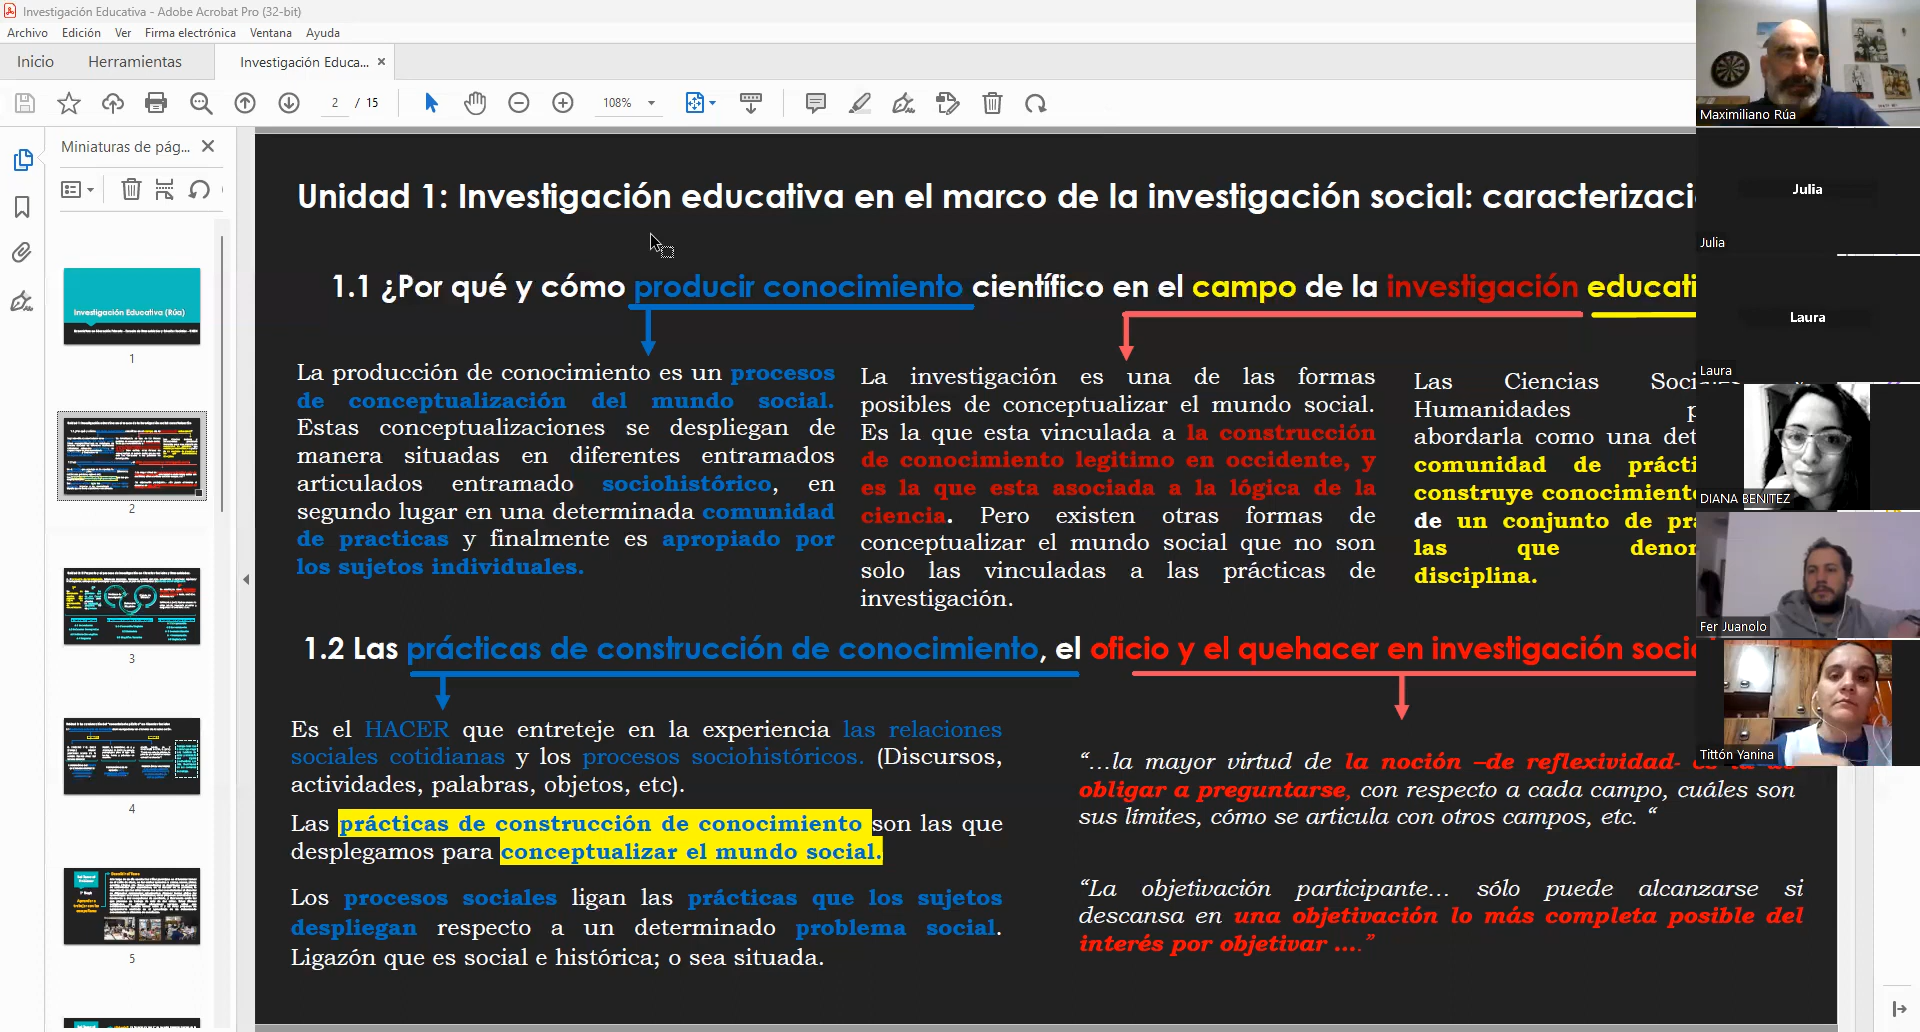 Investigación Educativa - Adobe Acrobat Pro (32-bit)
Archivo Edición Ver Firma electrónica Ventana Ayuda
Inicio Herramientas Investigación Educa... ×
2 / 15 108%
Miniaturas de pág... ×
Investigación Educativa (Rúa)
1
2
3
4
5
Unidad 1: Investigación educativa en el marco de la investigación social: caracterizaci
1.1 ¿Por qué y cómo producir conocimiento científico en el campo de la investigación educati
La producción de conocimiento es un procesos
de conceptualización del mundo social.
Estas conceptualizaciones se despliegan de
manera situadas en diferentes entramados
articulados entramado sociohistórico, en
segundo lugar en una determinada comunidad
de practicas y finalmente es apropiado por
los sujetos individuales.
La investigación es una de las formas
posibles de conceptualizar el mundo social.
Es la que esta vinculada a la construcción
de conocimiento legitimo en occidente, y
es la que esta asociada a la lógica de la
ciencia. Pero existen otras formas de
conceptualizar el mundo social que no son
solo las vinculadas a las prácticas de
investigación.
Las Ciencias Soci
Humanidades p
abordarla como una det
comunidad de prácti
construye conocimient
de un conjunto de pr
las que denor
disciplina.
1.2 Las prácticas de construcción de conocimiento, el oficio y el quehacer en investigación soci
Es el HACER que entreteje en la experiencia las relaciones
sociales cotidianas y los procesos sociohistóricos. (Discursos,
actividades, palabras, objetos, etc).
Las prácticas de construcción de conocimiento son las que
desplegamos para conceptualizar el mundo social.
Los procesos sociales ligan las prácticas que los sujetos
despliegan respecto a un determinado problema social.
Ligazón que es social e histórica; o sea situada.
“...la mayor virtud de la noción –de reflexividad-
obligar a preguntarse, con respecto a cada campo, cuáles son
sus límites, cómo se articula con otros campos, etc. “
“La objetivación participante... sólo puede alcanzarse si
descansa en una objetivación lo más completa posible del
interés por objetivar ....”
Maximiliano Rúa
Julia
Julia
Laura
Laura
DIANA BENITEZ
Fer Juanolo
Tittón Yanina